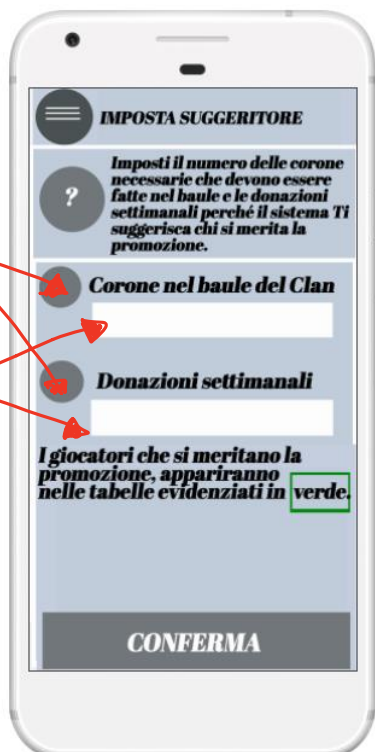 IMPOSTA SUGGERITORE
?
Imposti il numero delle corone
necessarie che devono essere
fatte nel baule e le donazioni
settimanali perché il sistema Ti
suggerisca chi si merita la
promozione.
Corone nel baule del Clan
Donazioni settimanali
I giocatori che si meritano la
promozione, appariranno
nelle tabelle evidenziati in verde.
CONFERMA